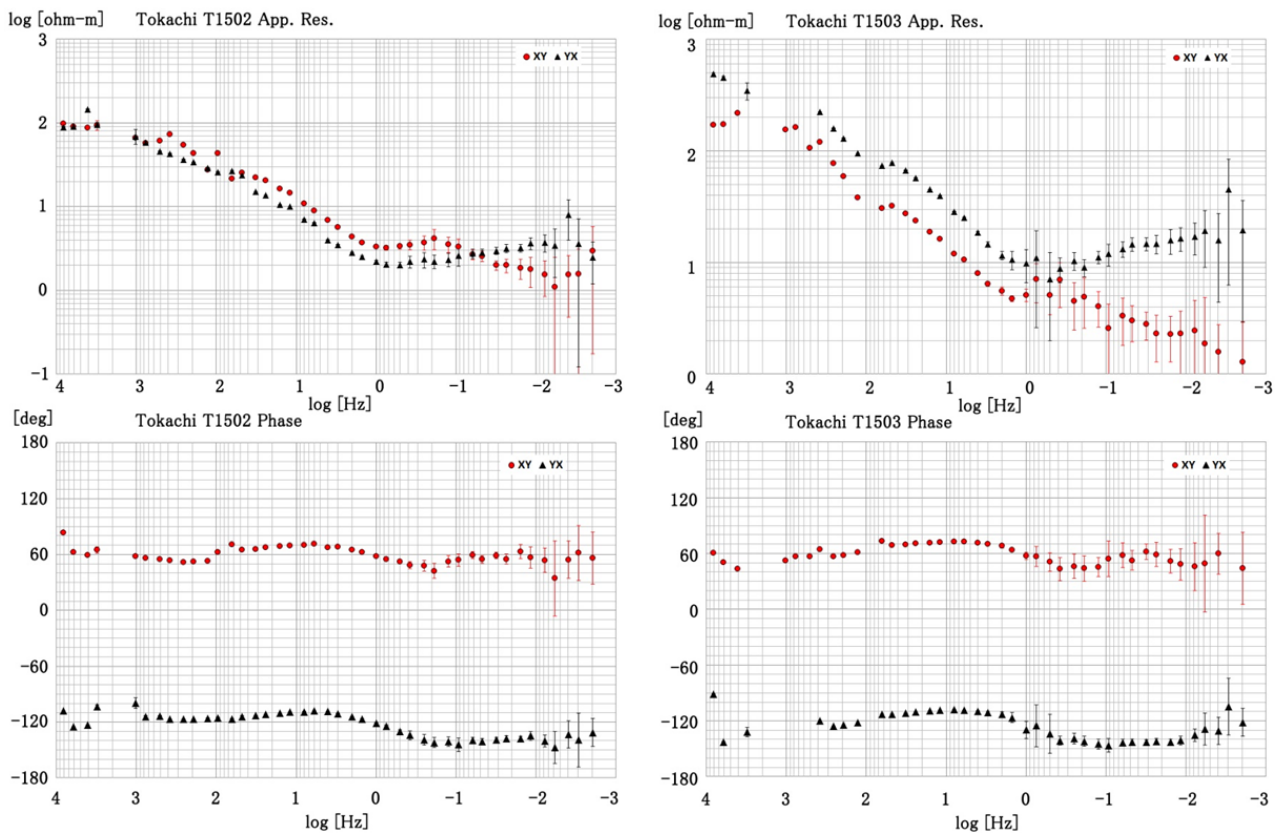 log [ohm-m] Tokachi T1502 App. Res.
XY YX
3
2
1
0
-1
4 3 2 1 0 -1 -2 -3
log [Hz]
log [ohm-m] Tokachi T1503 App. Res.
XY YX
3
2
1
0
4 3 2 1 0 -1 -2 -3
log [Hz]
[deg] Tokachi T1502 Phase
XY YX
180
120
60
0
-60
-120
-180
4 3 2 1 0 -1 -2 -3
log [Hz]
[deg] Tokachi T1503 Phase
XY YX
180
120
60
0
-60
-120
-180
4 3 2 1 0 -1 -2 -3
log [Hz]